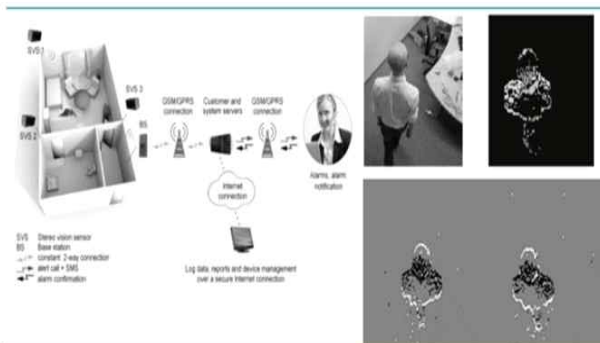 SVS 1
SVS 2
SVS 3
BS
GSM/GPRS
connection
Customer and
system servers
GSM/GPRS
connection
Alarms, alarm
notification
Internet
connection
Log data, reports and device management
over a secure Internet connection
SVS Stereo vision sensor
BS Base station
constant 2-way connection
alert call + SMS
alarm confirmation